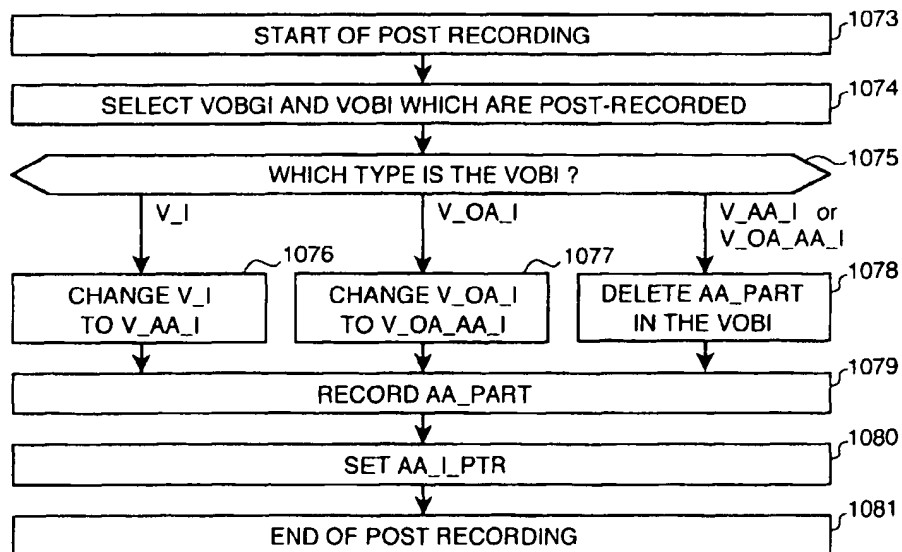 1073
START OF POST RECORDING
1074
SELECT VOBGI AND VOBI WHICH ARE POST-RECORDED
1075
WHICH TYPE IS THE VOBI ?
V_I
V_OA_I
V_AA_I or
V_OA_AA_I
1076
CHANGE V_I
TO V_AA_I
1077
CHANGE V_OA_I
TO V_OA_AA_I
1078
DELETE AA_PART
IN THE VOBI
1079
RECORD AA_PART
1080
SET AA_I_PTR
1081
END OF POST RECORDING